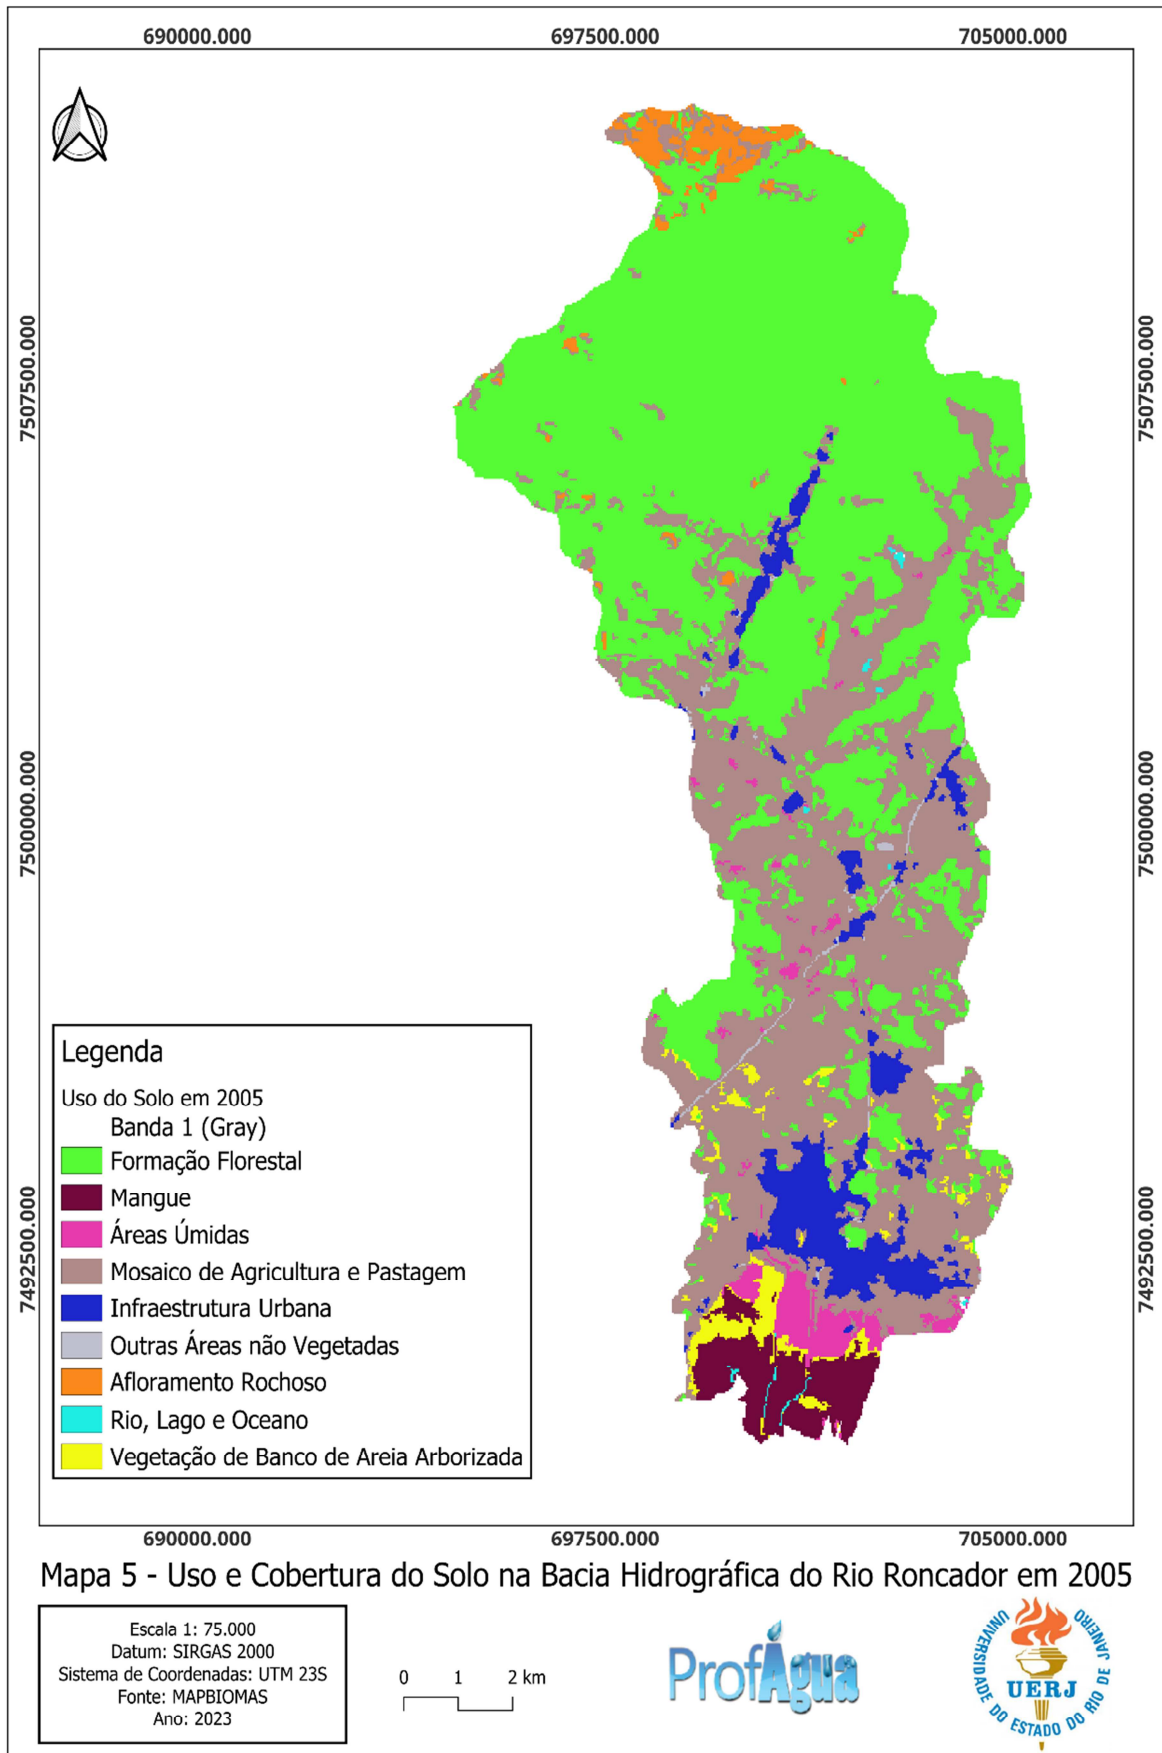 690000.000 697500.000 705000.000
7507500.000 7507500.000
7500000.000 7500000.000
7492500.000 7492500.000
Legenda
Uso do Solo em 2005
Banda 1 (Gray)
Formação Florestal
Mangue
Áreas Úmidas
Mosaico de Agricultura e Pastagem
Infraestrutura Urbana
Outras Áreas não Vegetadas
Afloramento Rochoso
Rio, Lago e Oceano
Vegetação de Banco de Areia Arborizada
690000.000 697500.000 705000.000
Mapa 5 - Uso e Cobertura do Solo na Bacia Hidrográfica do Rio Roncador em 2005
Escala 1: 75.000
Datum: SIRGAS 2000
Sistema de Coordenadas: UTM 23S
Fonte: MAPBIOMAS
Ano: 2023
0 1 2 km
ProfÁgua
UNIVERSIDADE DO ESTADO DO RIO DE JANEIRO
UERJ